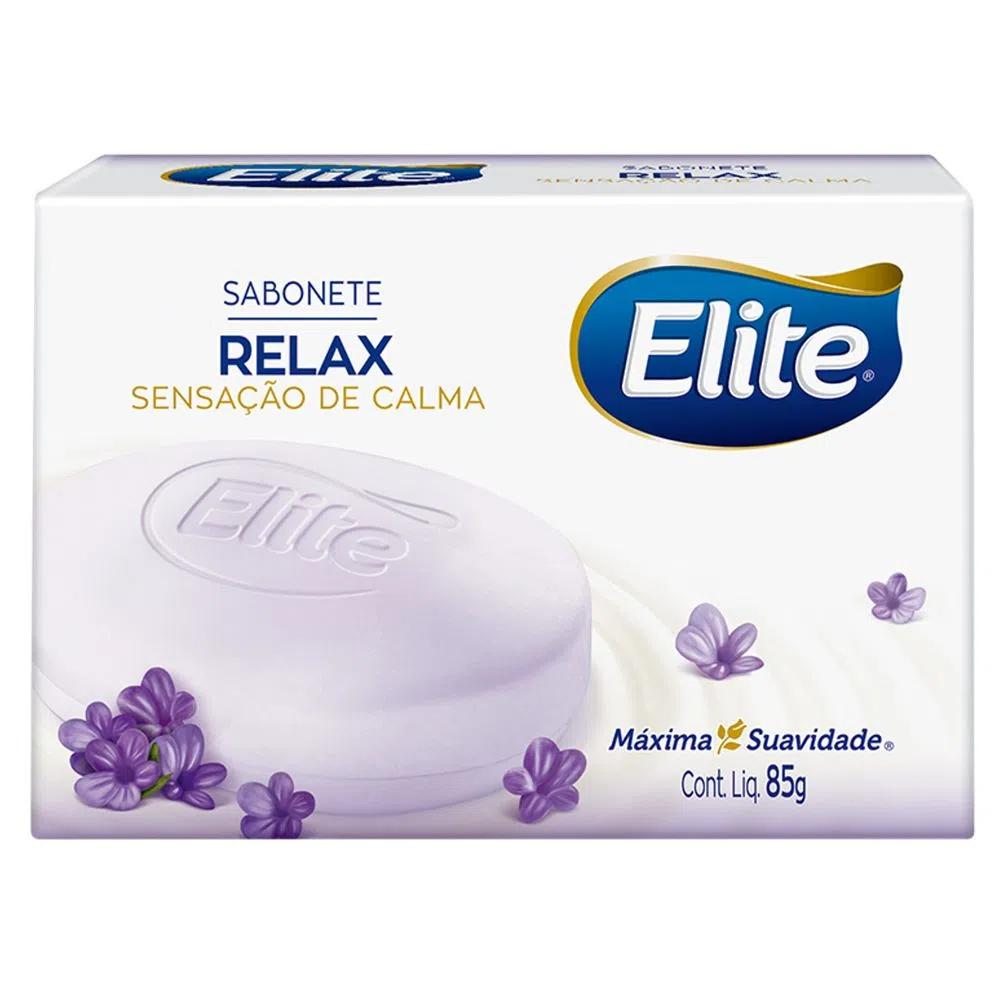 Elite
SABONETE
RELAX
SENSAÇÃO DE CALMA
SABONETE
RELAX
SENSAÇÃO DE CALMA
Elite®
Elite
Máxima Suavidade®
Cont. Liq. 85g